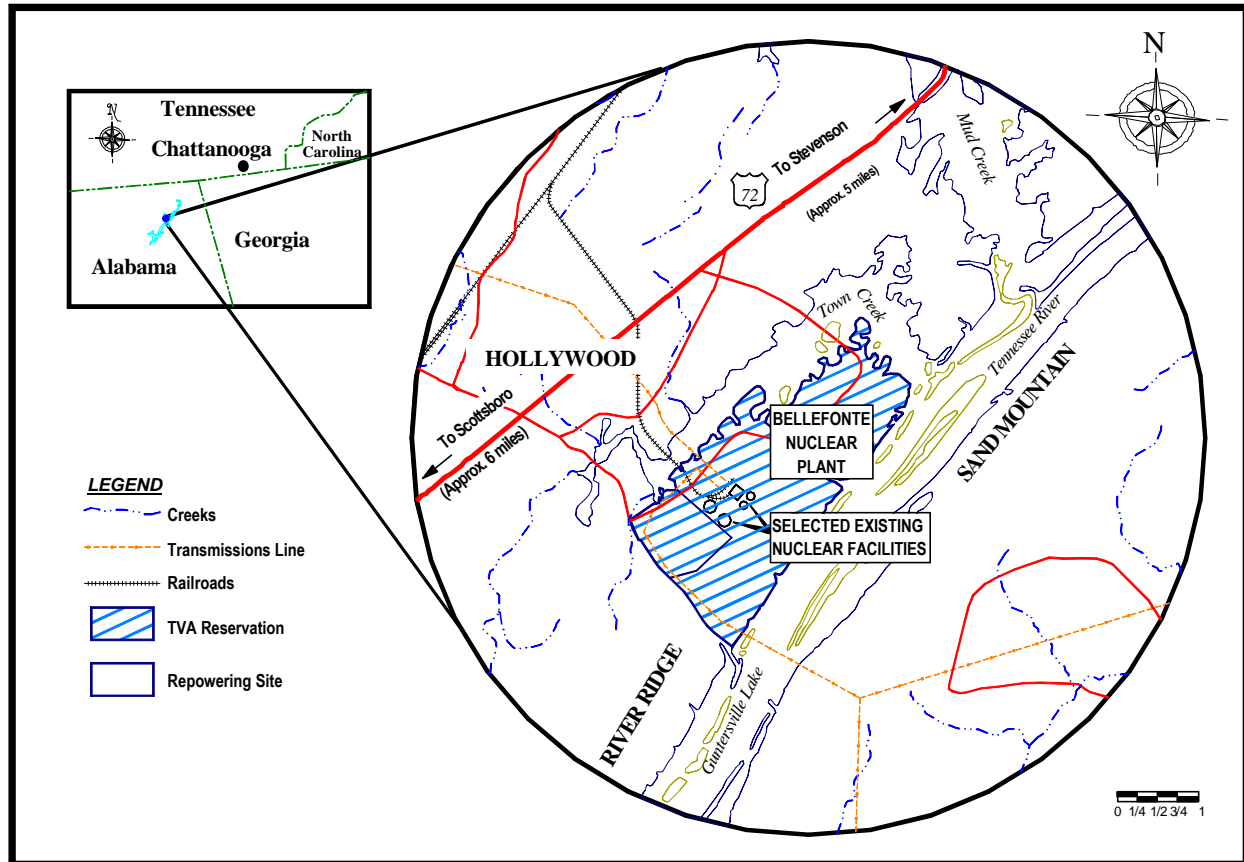 N
Tennessee
Chattanooga
North
Carolina
Georgia
Alabama
N
Mud Creek
To Stevenson
(Approx. 5 miles)
72
Town
Creek
Tennessee River
HOLLYWOOD
SAND MOUNTAIN
To Scottsboro
(Approx. 6 miles)
BELLEFONTE
NUCLEAR
PLANT
SELECTED EXISTING
NUCLEAR FACILITIES
RIVER RIDGE
Guntersville Lake
LEGEND
Creeks
Transmissions Line
Railroads
TVA Reservation
Repowering Site
0 1/4 1/2 3/4 1